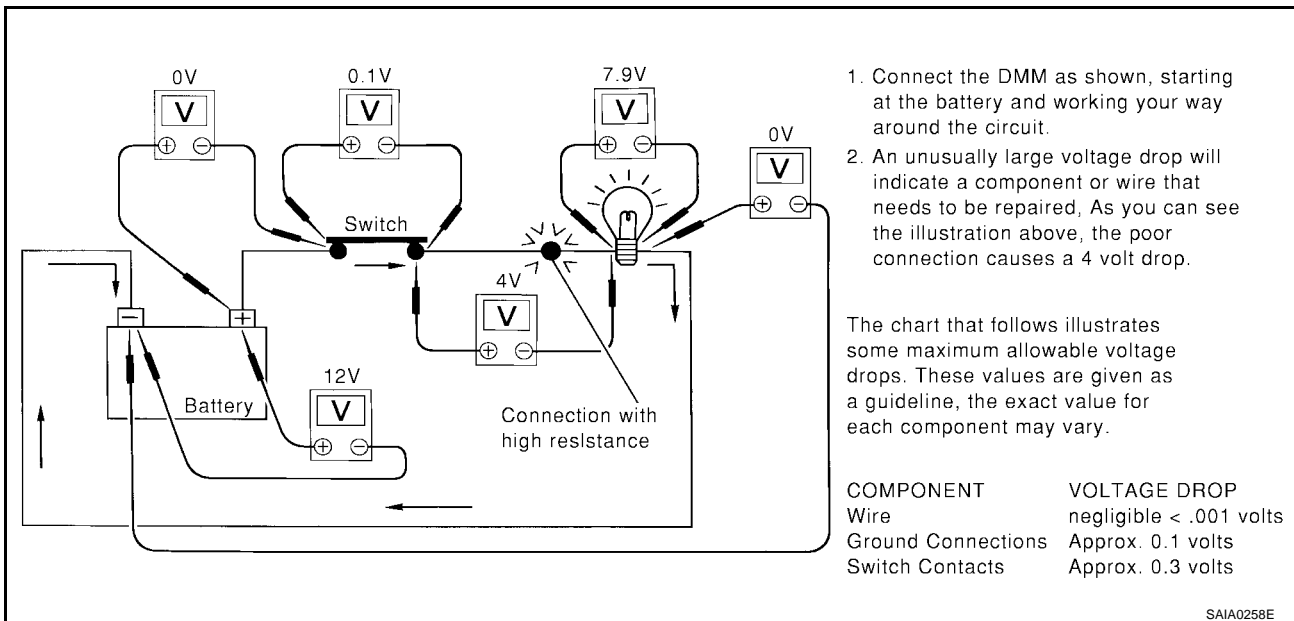 0V
0.1V
7.9V
V
V
V
0V
V
Switch
4V
V
12V
V
Battery
Connection with
high reslstance
1. Connect the DMM as shown, starting
at the battery and working your way
around the circuit.
2. An unusually large voltage drop will
indicate a component or wire that
needs to be repaired, As you can see
the illustration above, the poor
connection causes a 4 volt drop.
The chart that follows illustrates
some maximum allowable voltage
drops. These values are given as
a guideline, the exact value for
each component may vary.
COMPONENT VOLTAGE DROP
Wire negligible < .001 volts
Ground Connections Approx. 0.1 volts
Switch Contacts Approx. 0.3 volts
SAIA0258E